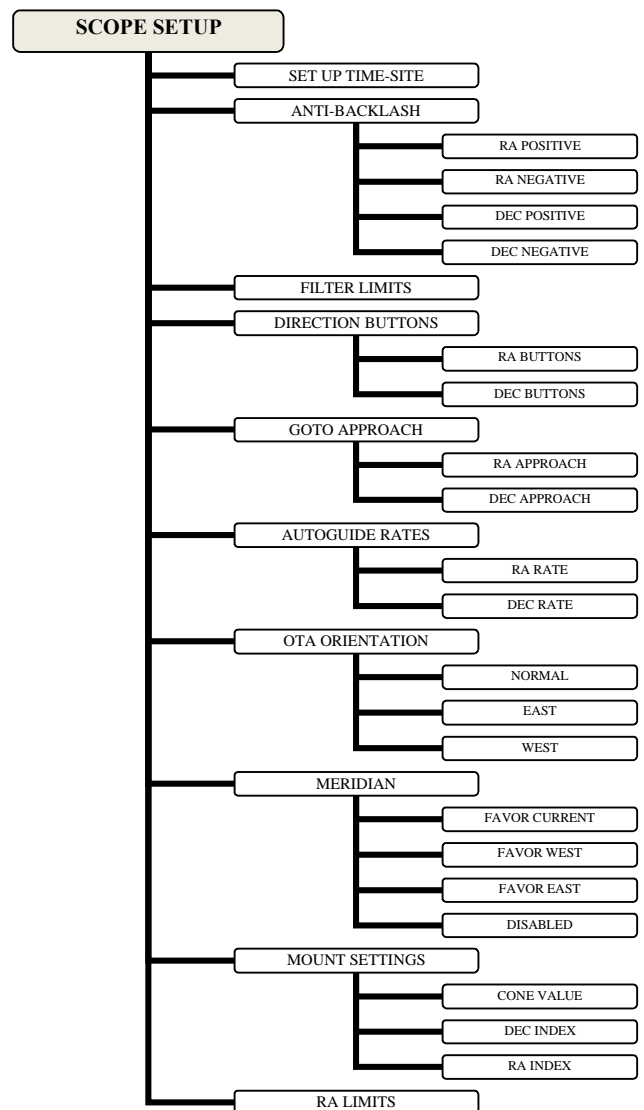 SCOPE SETUP
SET UP TIME-SITE
ANTI-BACKLASH
RA POSITIVE
RA NEGATIVE
DEC POSITIVE
DEC NEGATIVE
FILTER LIMITS
DIRECTION BUTTONS
RA BUTTONS
DEC BUTTONS
GOTO APPROACH
RA APPROACH
DEC APPROACH
AUTOGUIDE RATES
RA RATE
DEC RATE
OTA ORIENTATION
NORMAL
EAST
WEST
MERIDIAN
FAVOR CURRENT
FAVOR WEST
FAVOR EAST
DISABLED
MOUNT SETTINGS
CONE VALUE
DEC INDEX
RA INDEX
RA LIMITS